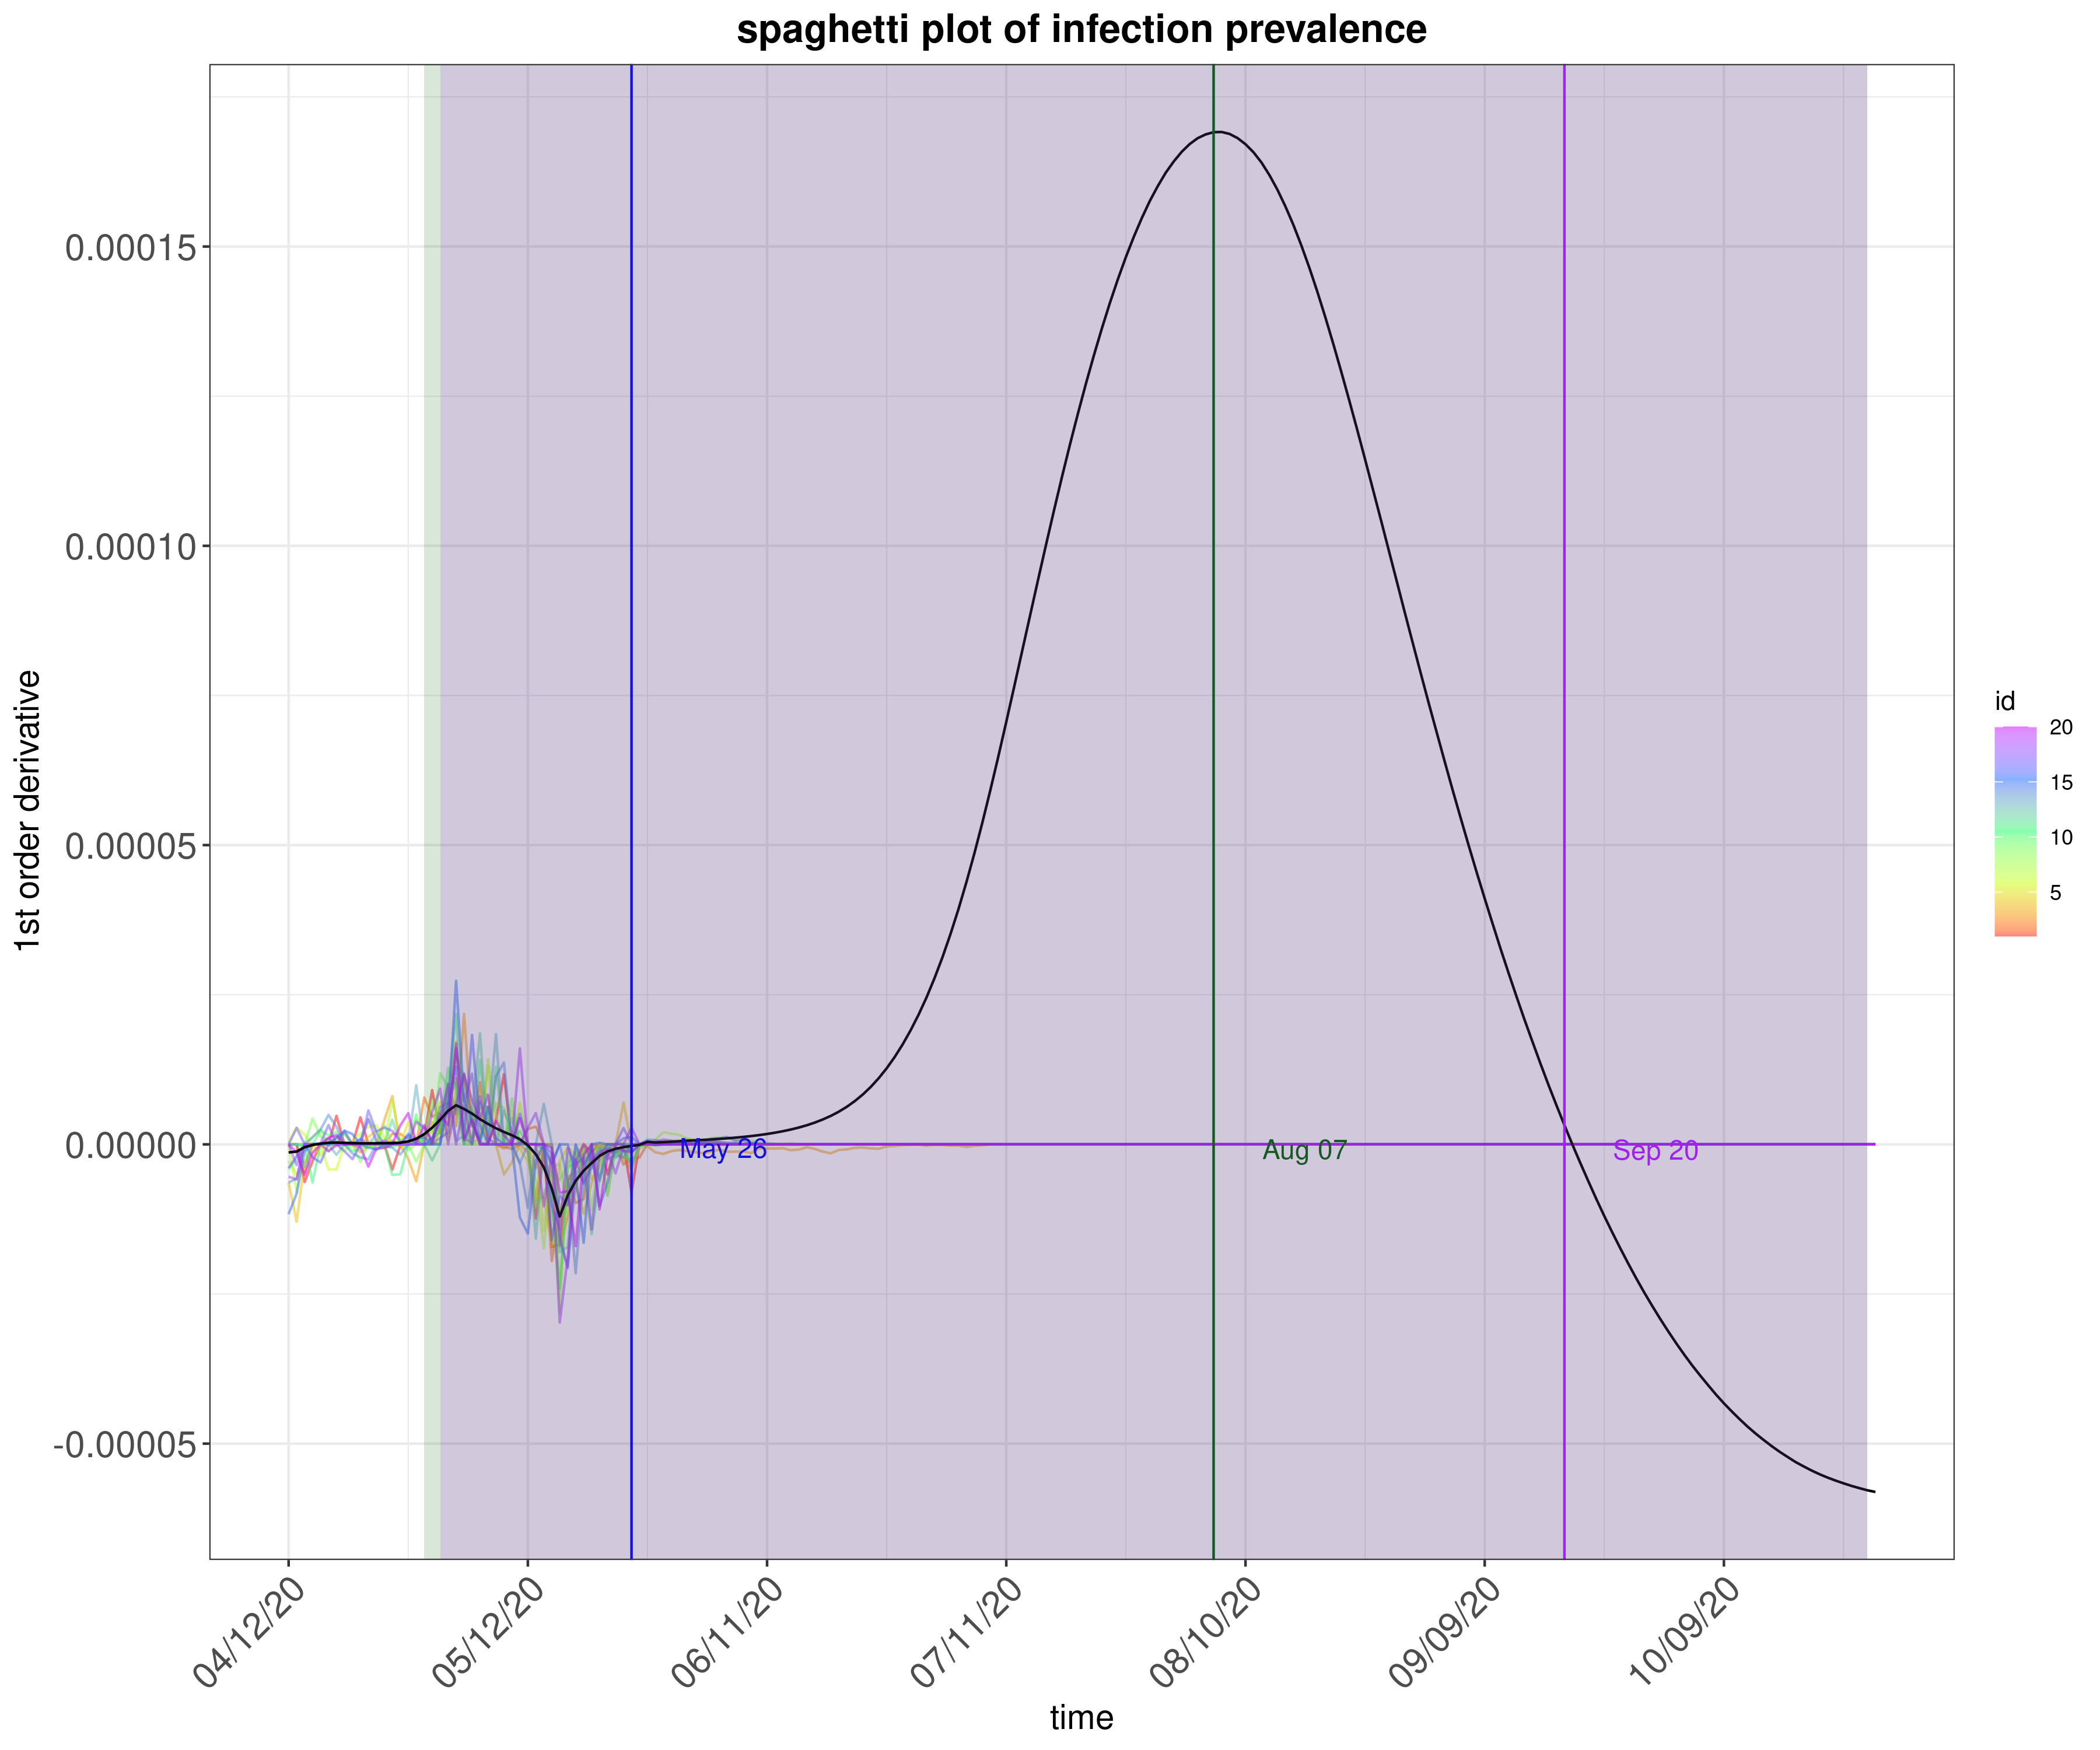 spaghetti plot of infection prevalence
1st order derivative
0.00015
0.00010
0.00005
0.00000
-0.00005
May 26
Aug 07
Sep 20
04/12/20
05/12/20
06/11/20
07/11/20
08/10/20
09/09/20
10/09/20
time
id
20
15
10
5